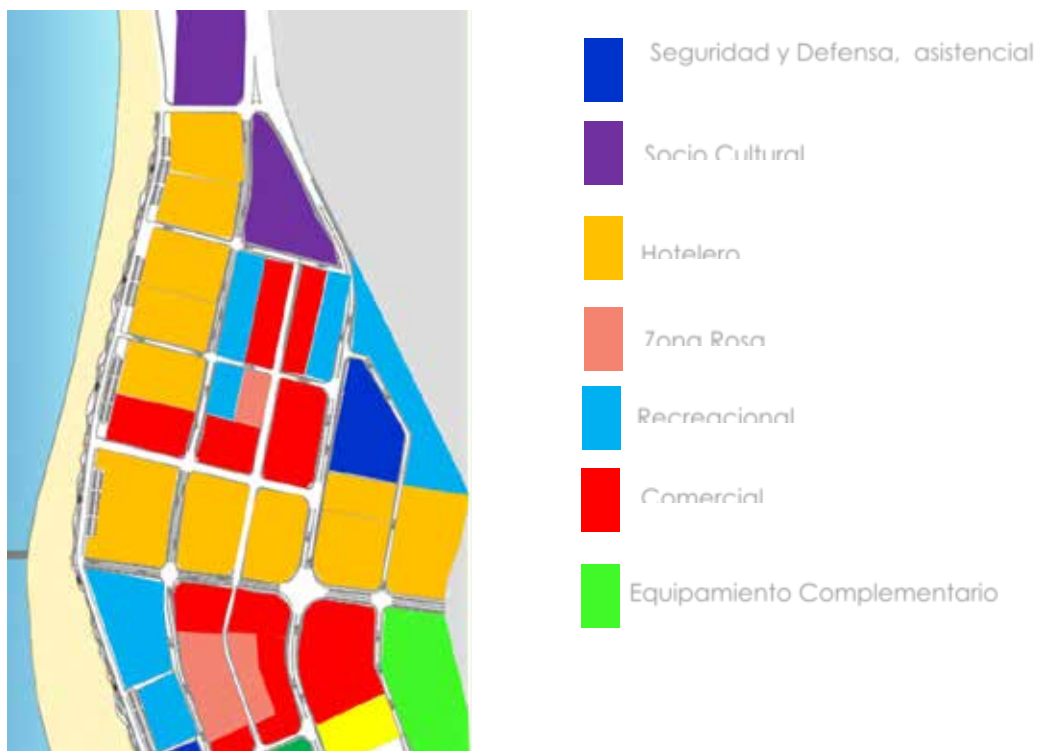 Seguridad y Defensa, asistencial
Socio Cultural
Hotelero
Zona Rosa
Recreacional
Comercial
Equipamiento Complementario